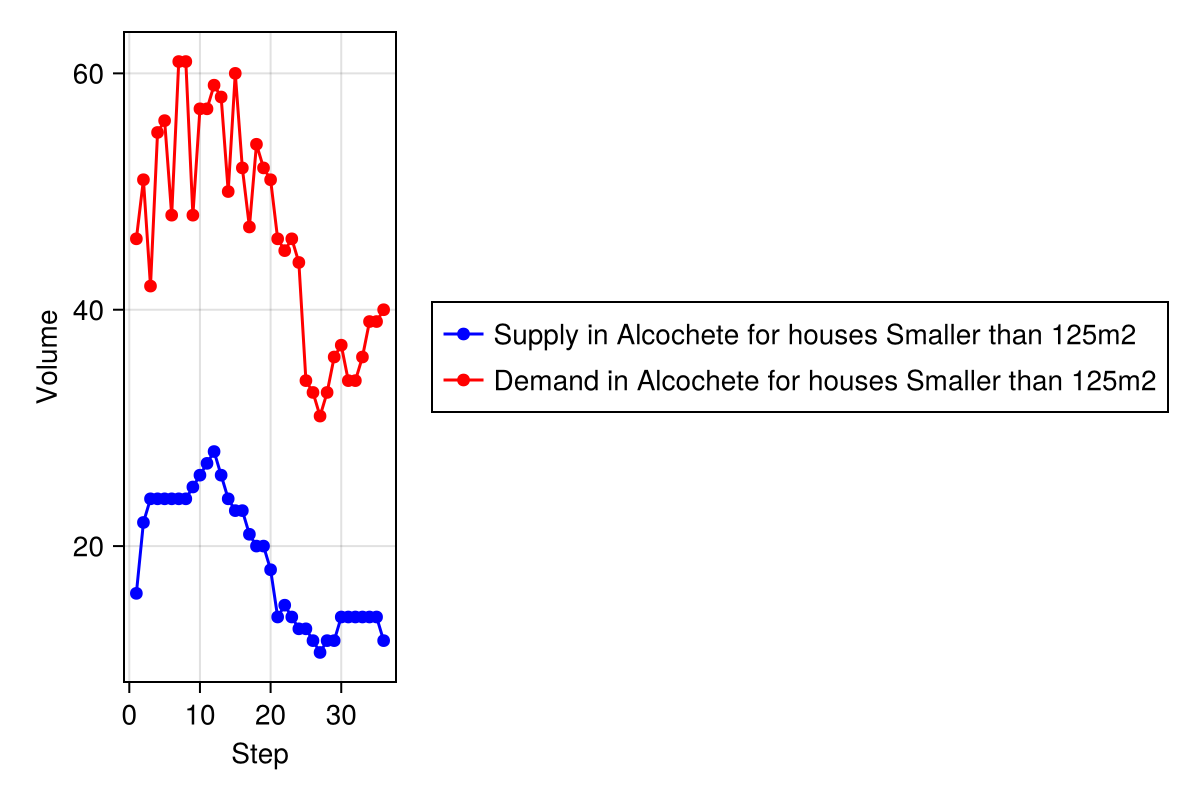 60
40
20
Volume
0 10 20 30
Step
Supply in Alcochete for houses Smaller than 125m2
Demand in Alcochete for houses Smaller than 125m2